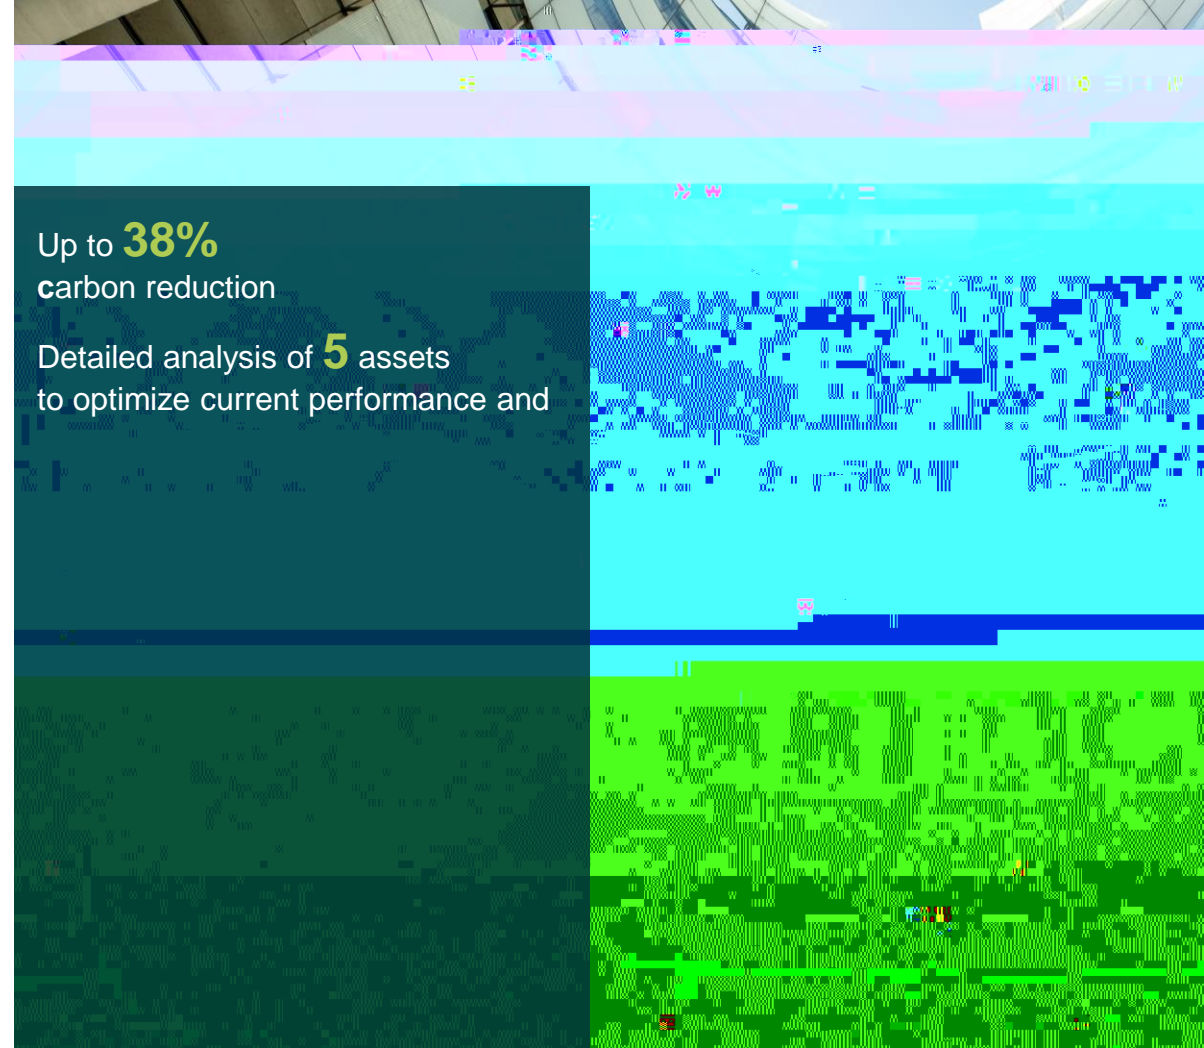 Up to 38%
carbon reduction
Detailed analysis of 5 assets
to optimize current performance and